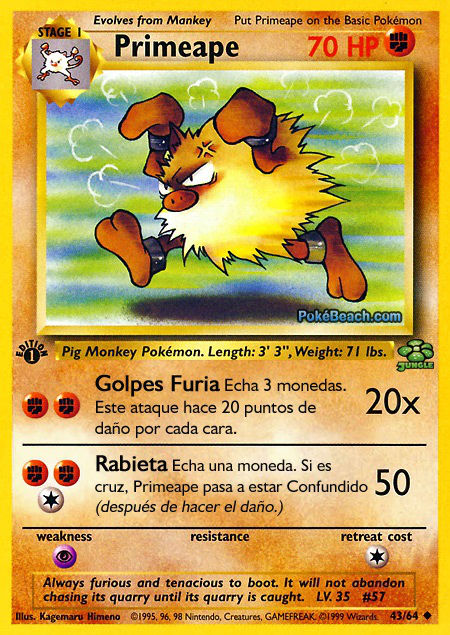 Evolves from Mankey Put Primeape on the Basic Pokémon
STAGE 1
Primeape 70 HP
PokéBeach.com
EDITION
1
Pig Monkey Pokémon. Length: 3' 3", Weight: 71 lbs.
JUNGLE
Golpes Furia Echa 3 monedas.
Este ataque hace 20 puntos de
daño por cada cara.
20x
Rabieta Echa una moneda. Si es
cruz, Primeape pasa a estar Confundido
(después de hacer el daño.)
50
weakness resistance retreat cost
Always furious and tenacious to boot. It will not abandon
chasing its quarry until its quarry is caught. LV. 35 #57
Illus. Kagemaru Himeno ©1995, 96, 98 Nintendo, Creatures, GAMEFREAK. ©1999 Wizards. 43/64